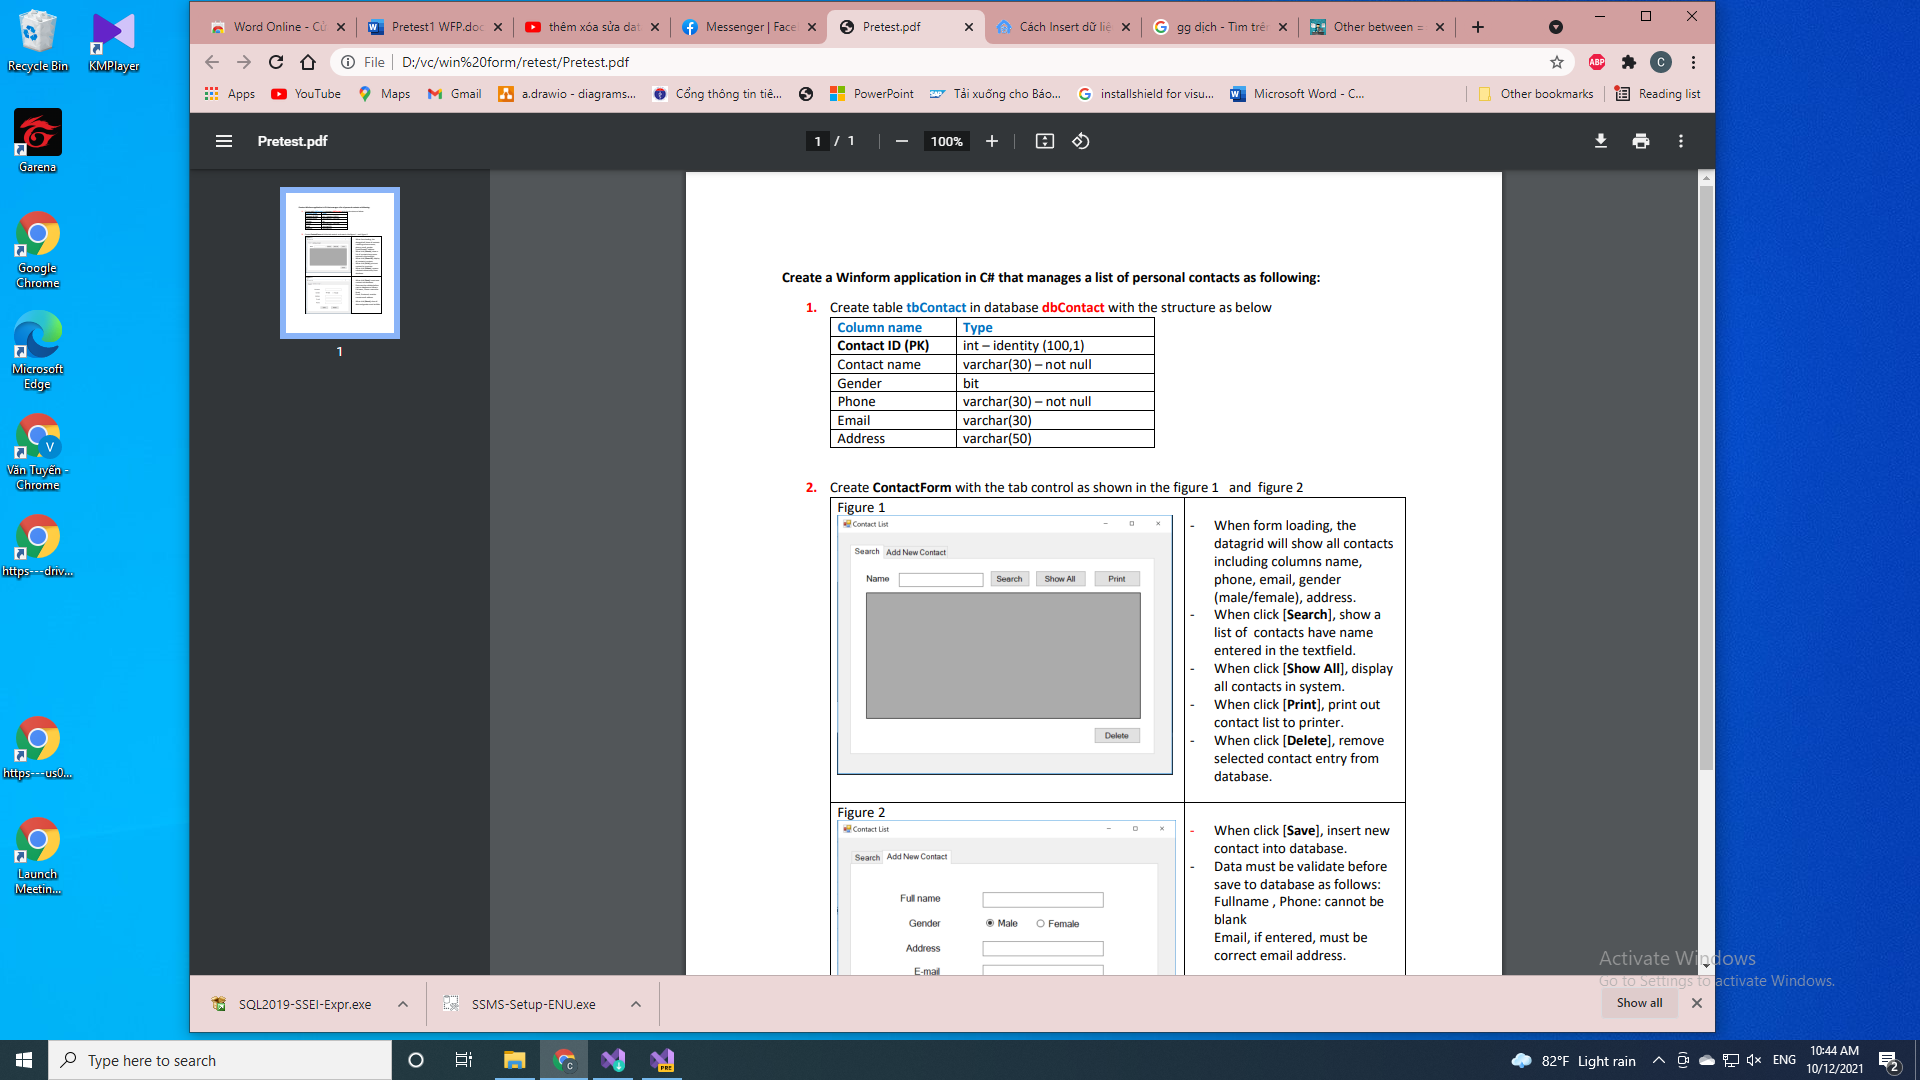 Recycle Bin
KMPlayer
Garena
Google
Chrome
Microsoft
Edge
Văn Tuyến -
Chrome
https---driv...
https---us0...
Launch
Meetin...
Word Online - Cử
Pretest1 WFP.doc
thêm xóa sửa dat
Messenger | Face
Pretest.pdf
Cách Insert dữ liệ
gg dịch - Tìm trên
Other between =
File
D:/vc/win%20form/retest/Pretest.pdf
ABP
C
Apps
YouTube
Maps
Gmail
a.drawio - diagrams...
Cổng thông tin tiê...
PowerPoint
Tải xuống cho Báo...
installshield for visu...
Microsoft Word - C...
Other bookmarks
Reading list
Pretest.pdf
1 / 1
100%
1
Create a Winform application in C# that manages a list of personal contacts as following:
1. Create table tbContact in database dbContact with the structure as below
Column name Type
Contact ID (PK) int – identity (100,1)
Contact name varchar(30) – not null
Gender bit
Phone varchar(30) – not null
Email varchar(30)
Address varchar(50)
2. Create ContactForm with the tab control as shown in the figure 1 and figure 2
Figure 1
Contact List
Search Add New Contact
Name Search Show All Print
Delete
- When form loading, the
datagrid will show all contacts
including columns name,
phone, email, gender
(male/female), address.
- When click [Search], show a
list of contacts have name
entered in the textfield.
- When click [Show All], display
all contacts in system.
- When click [Print], print out
contact list to printer.
- When click [Delete], remove
selected contact entry from
database.
Figure 2
Contact List
Search Add New Contact
Full name
Gender Male Female
Address
E-mail
- When click [Save], insert new
contact into database.
- Data must be validate before
save to database as follows:
Fullname , Phone: cannot be
blank
Email, if entered, must be
correct email address.
Activate Windows
Go to Settings to activate Windows.
SQL2019-SSEI-Expr.exe
SSMS-Setup-ENU.exe
Show all
Type here to search
82°F Light rain
ENG
10:44 AM
10/12/2021
2